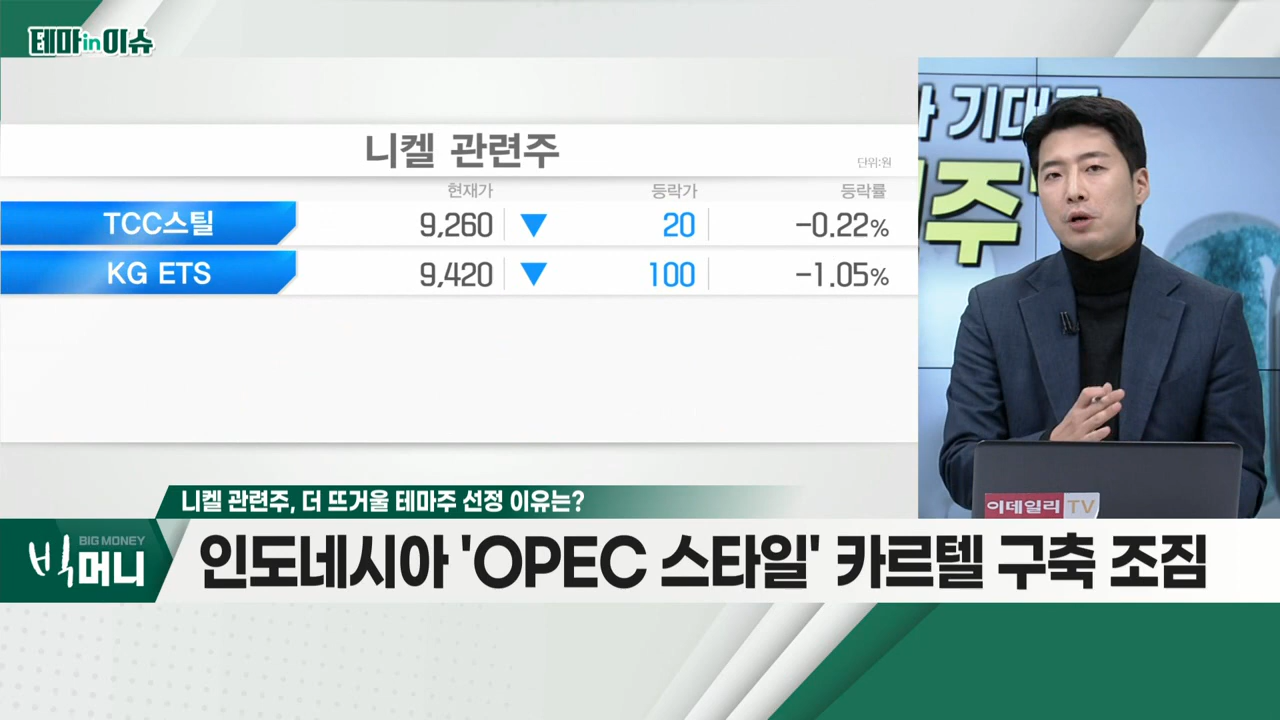 테마in이슈
니켈 관련주
단위:원
현재가 등락가 등락률
TCC스틸 9,260 ▼ 20 -0.22%
KG ETS 9,420 ▼ 100 -1.05%
기대
주
이데일리 TV
니켈 관련주, 더 뜨거울 테마주 선정 이유는?
BIG MONEY
빅머니
인도네시아 'OPEC 스타일' 카르텔 구축 조짐